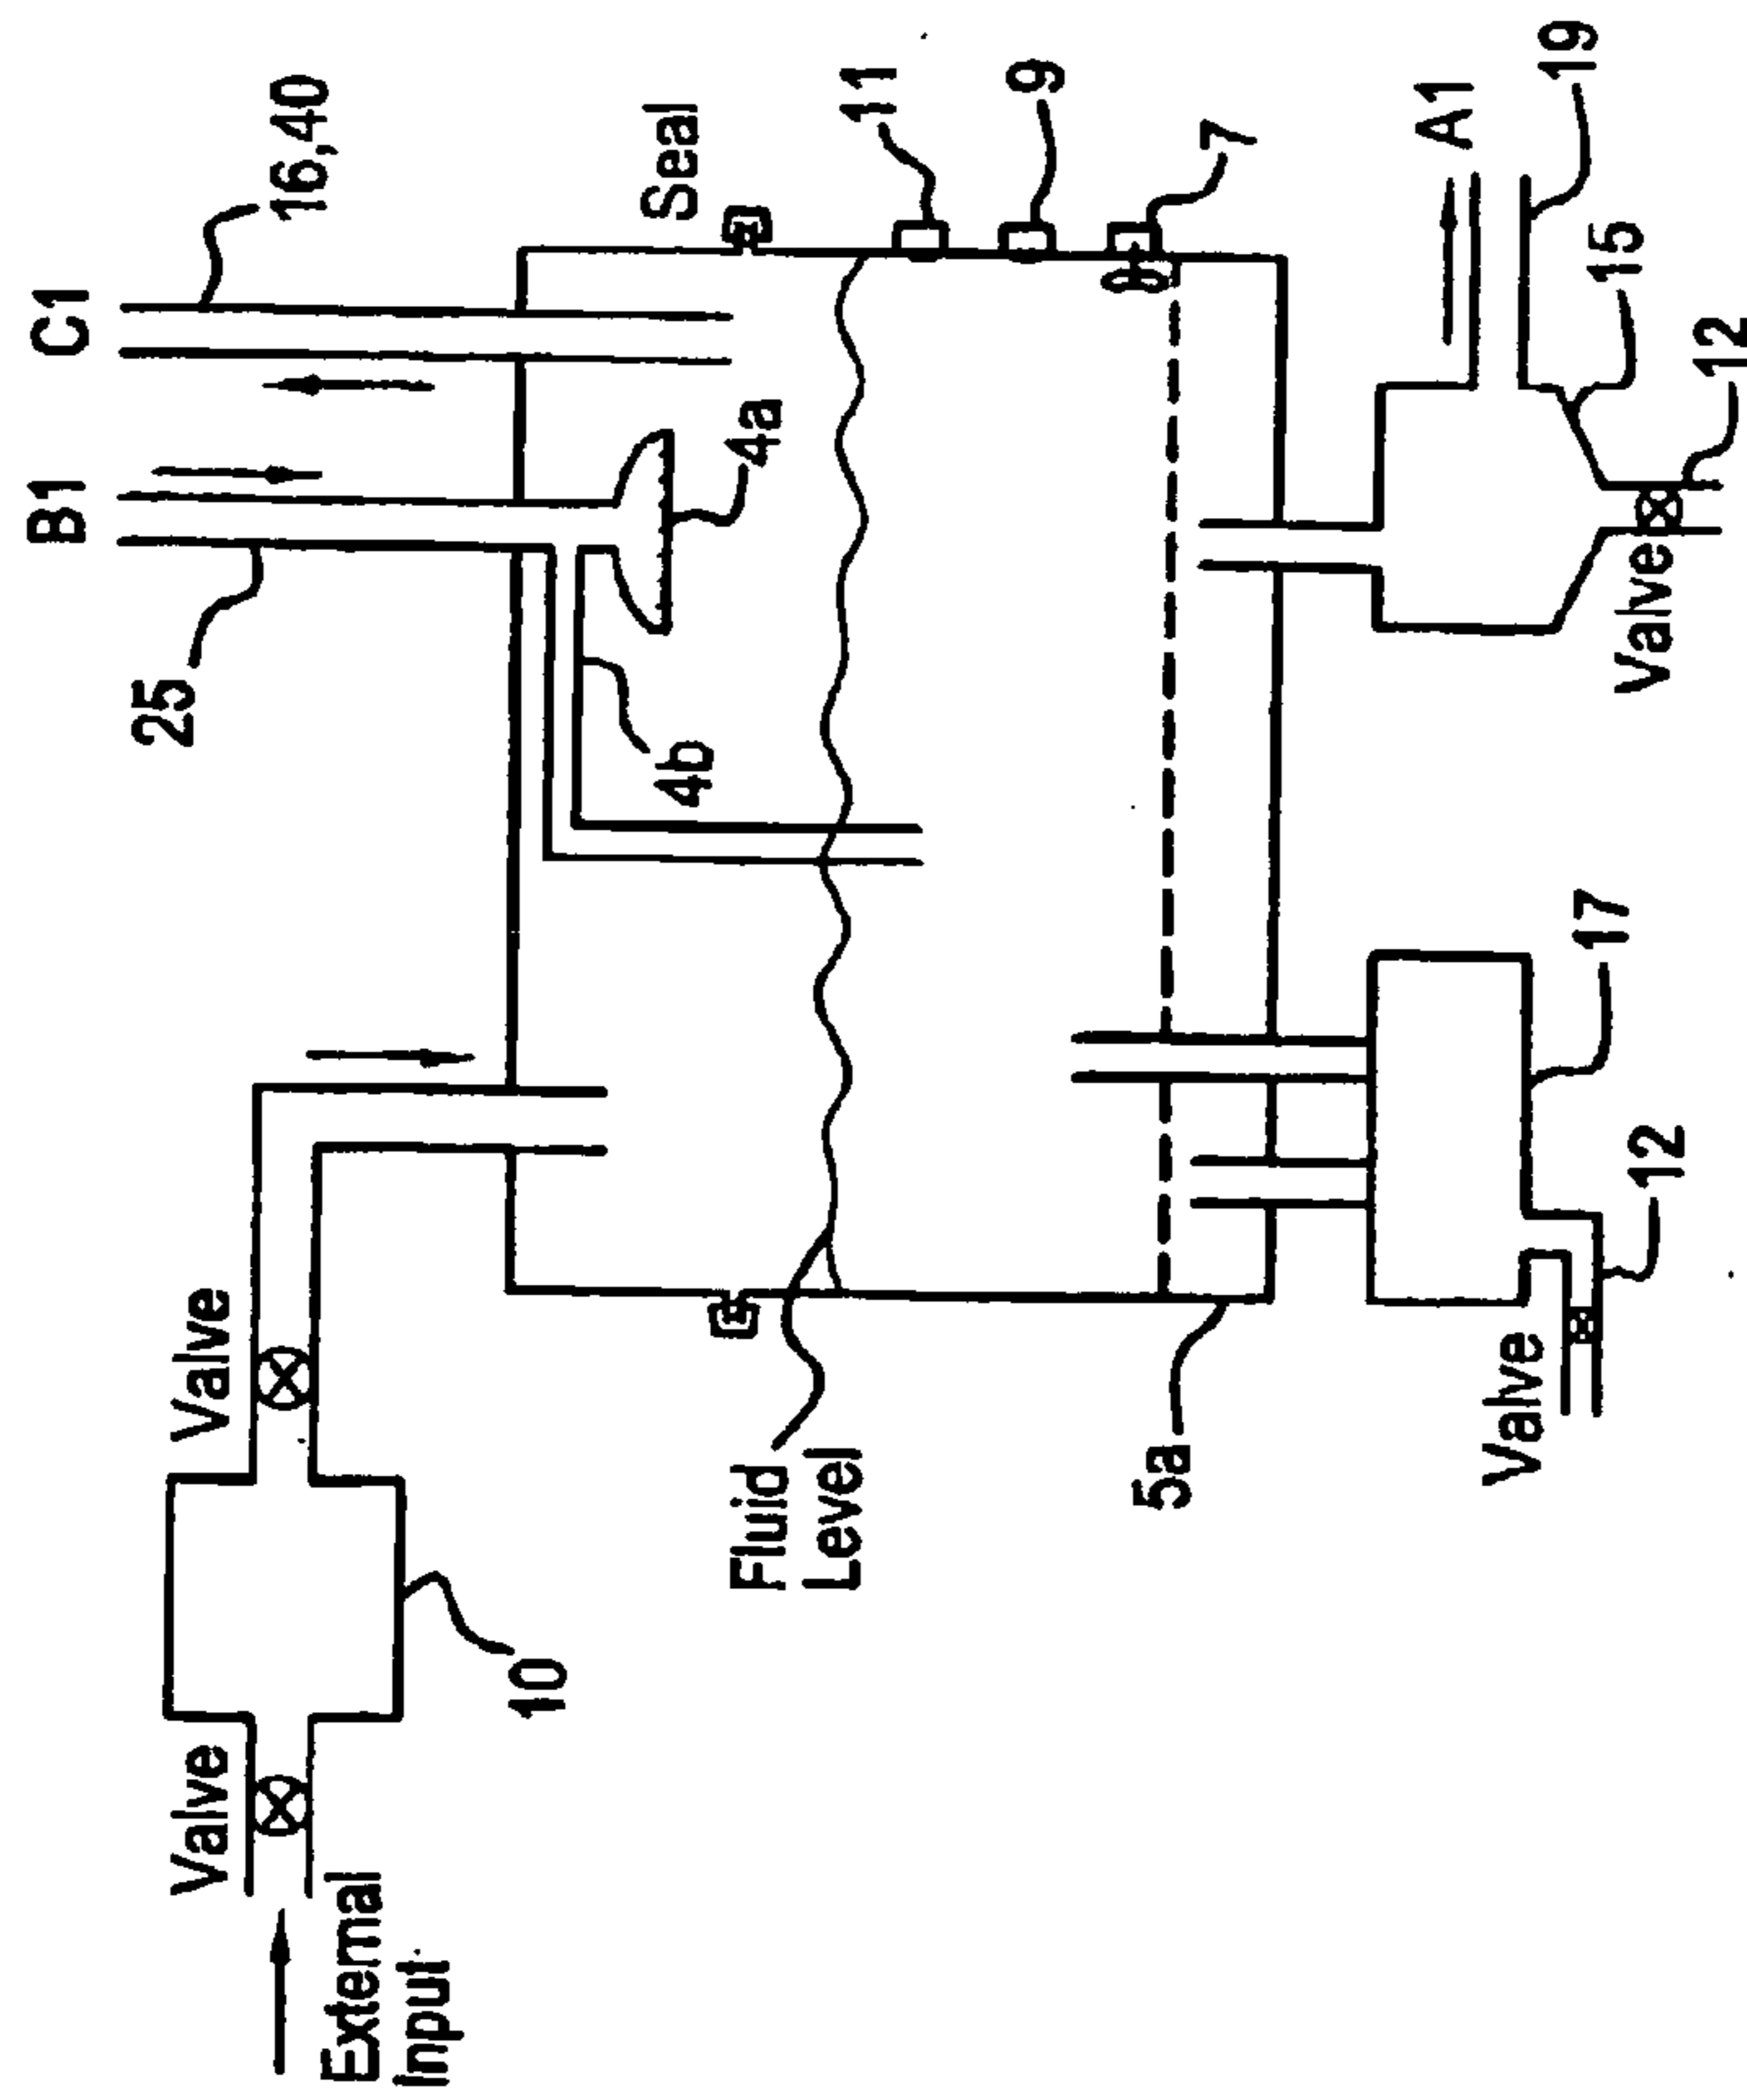 B1
C1
25
Valve
Valve
16,40
External
Input
10
Seal
4b
4a
Fluid
Level
11
9
5a
7
A1
Valve
19
17
15
Valve
12
12